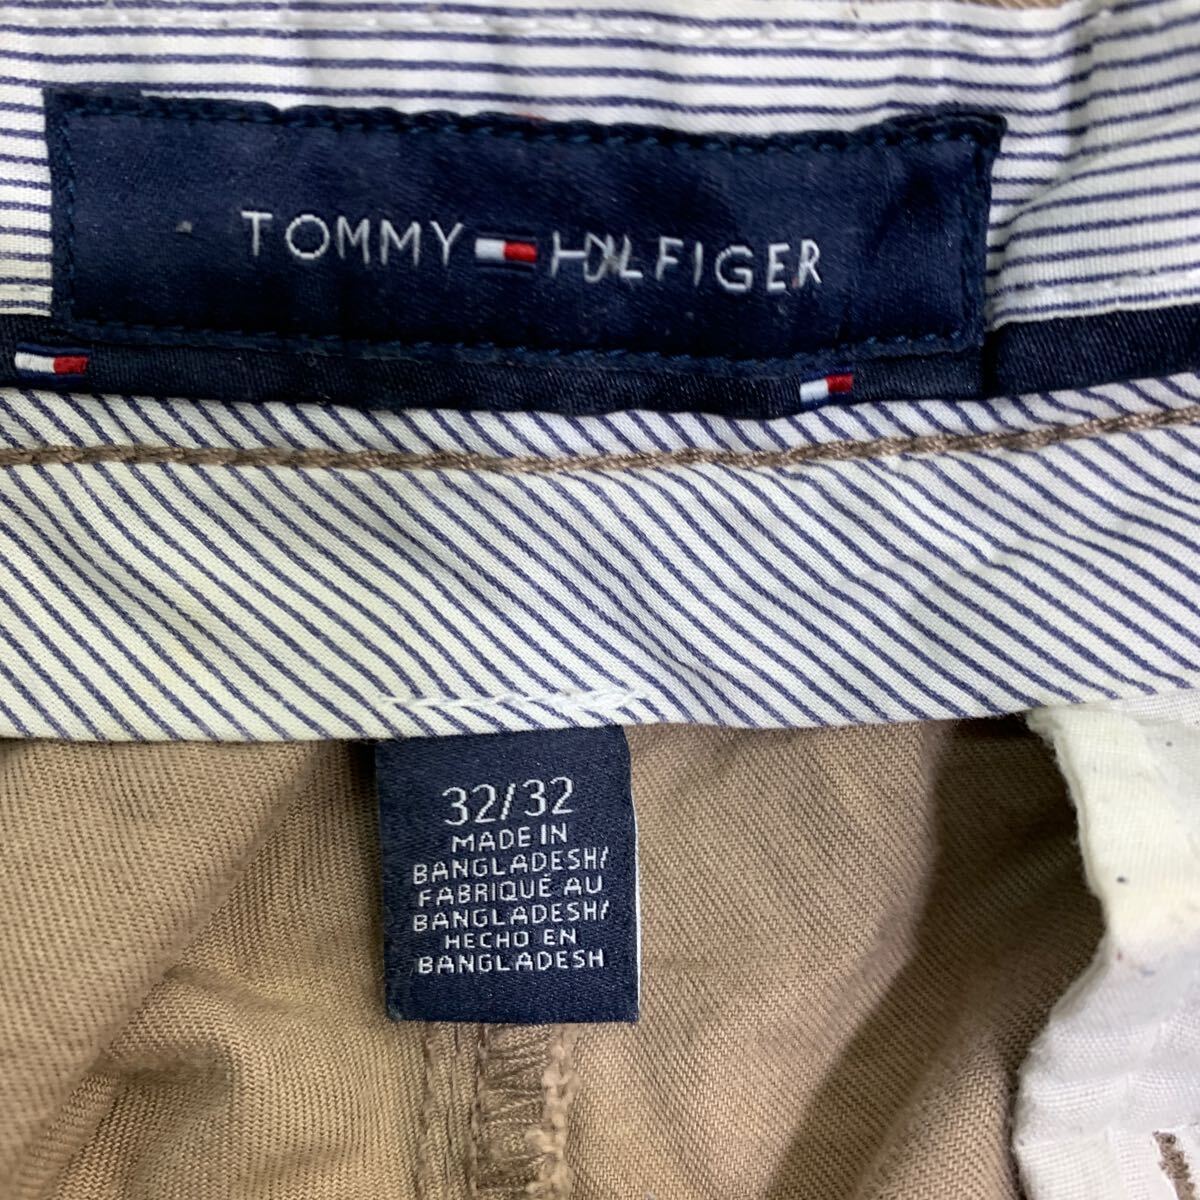 TOMMY HILFIGER
32/32
MADE IN
BANGLADESH/
FABRIQUÉ AU
BANGLADESH/
HECHO EN
BANGLADESH